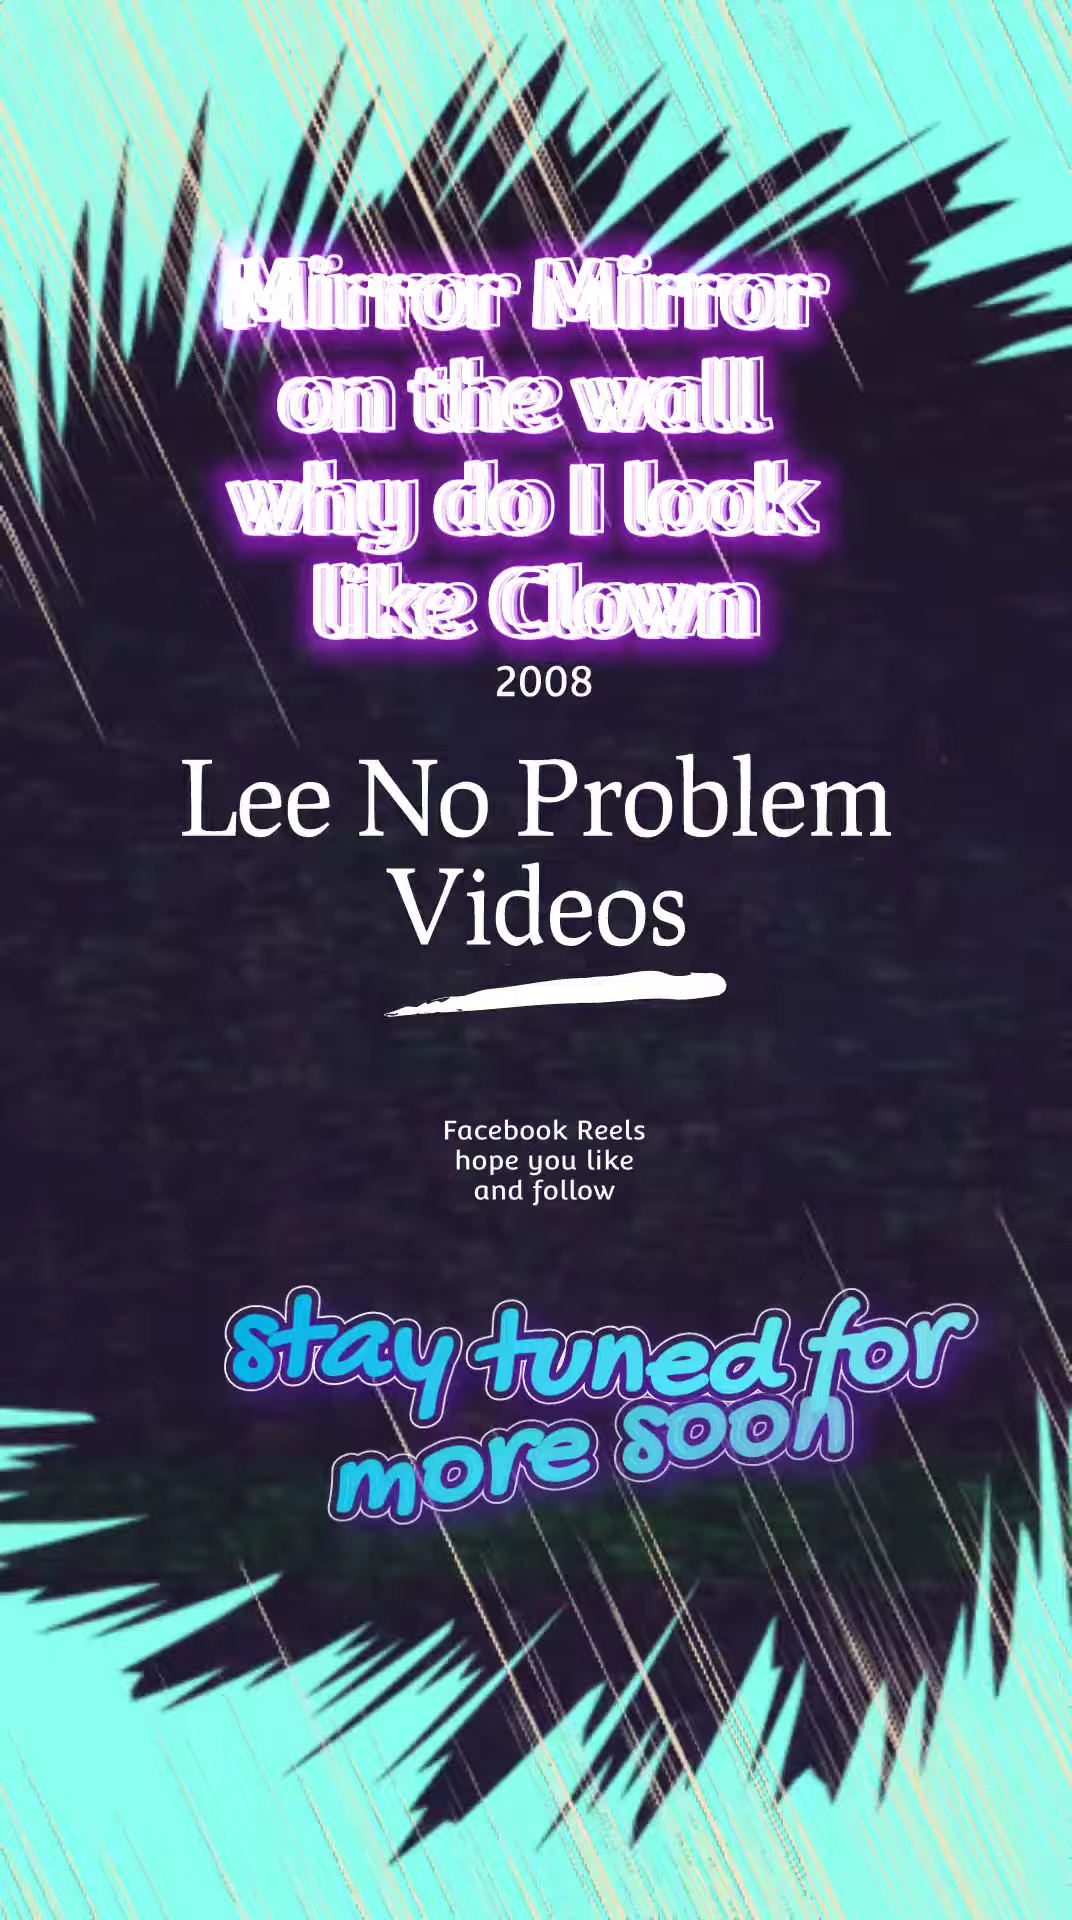 Mirror Mirror
on the wall
why do I look
like Clown
2008
Lee No Problem
Videos
Facebook Reels
hope you like
and follow
stay tuned for
more soon